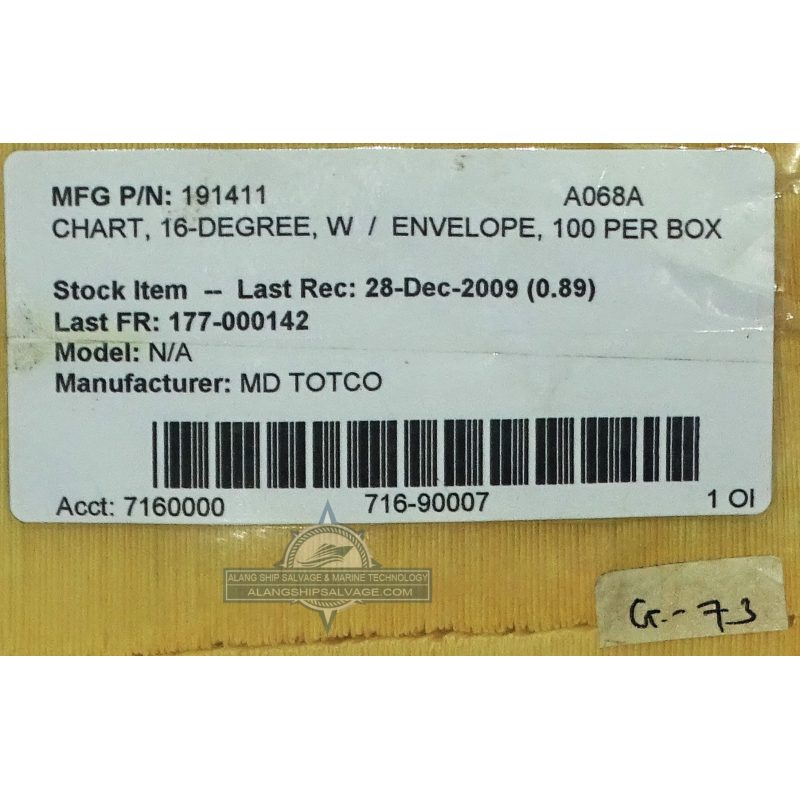 MFG P/N: 191411 A068A
CHART, 16-DEGREE, W / ENVELOPE, 100 PER BOX
Stock Item -- Last Rec: 28-Dec-2009 (0.89)
Last FR: 177-000142
Model: N/A
Manufacturer: MD TOTCO
Acct: 7160000 716-90007 1 OI
ALANG SHIP SALVAGE & MARINE TECHNOLOGY
ALANGSHIPSALVAGE.COM
G-73